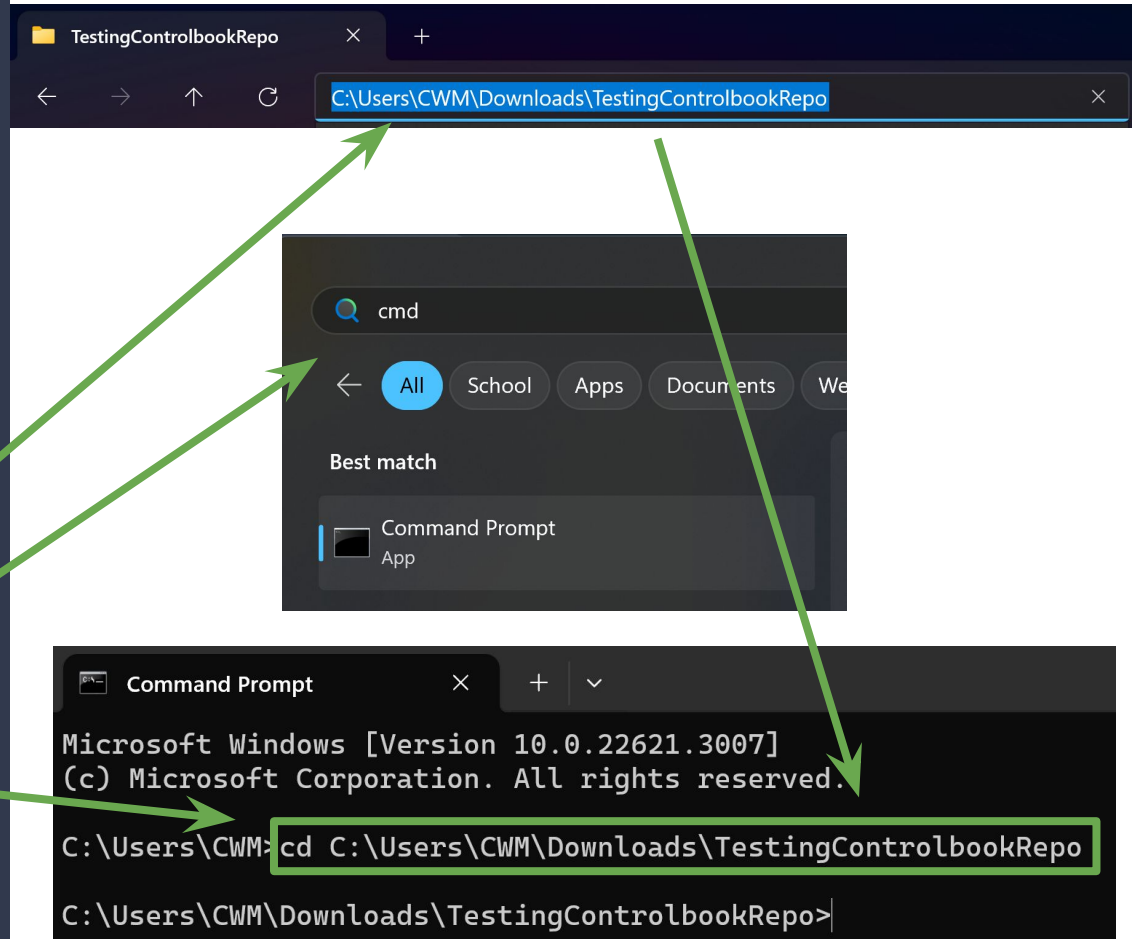 TestingControlbookRepo
C:\Users\CWM\Downloads\TestingControlbookRepo
cmd
All School Apps Documents We
Best match
Command Prompt
App
Command Prompt
Microsoft Windows [Version 10.0.22621.3007]
(c) Microsoft Corporation. All rights reserved.
C:\Users\CWM>cd C:\Users\CWM\Downloads\TestingControlbookRepo
C:\Users\CWM\Downloads\TestingControlbookRepo>